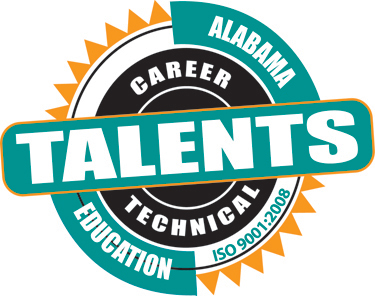 ALABAMA
CAREER
TALENTS
TECHNICAL
EDUCATION
ISO 9001:2008